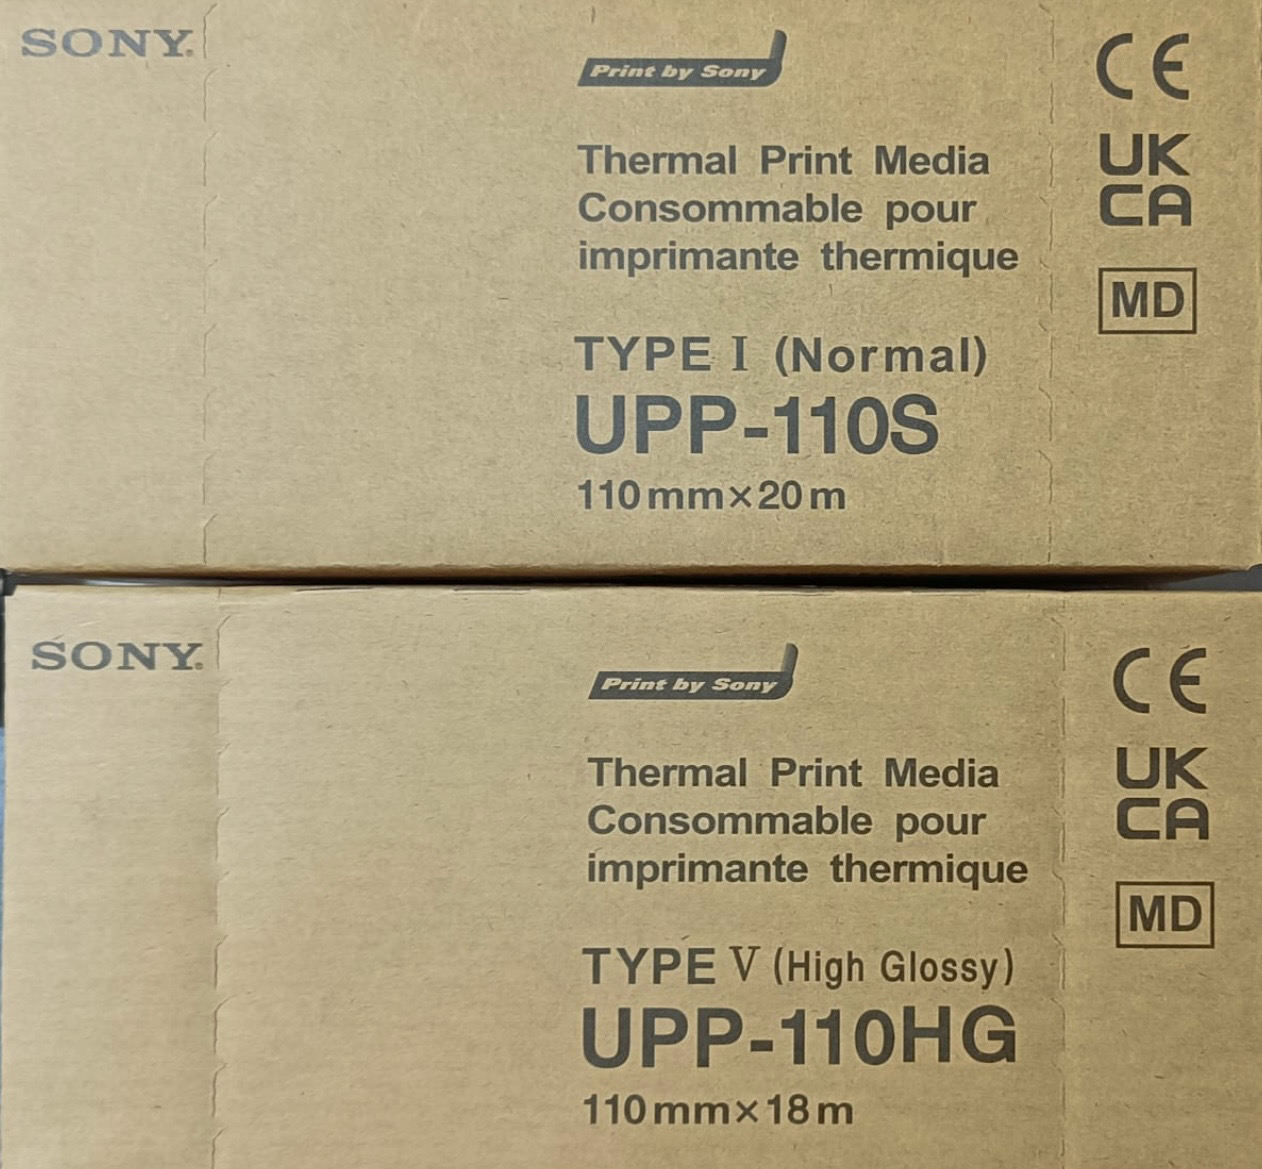 SONY
Print by Sony
CE
Thermal Print Media
UK
CA
Consommable pour
imprimante thermique
MD
TYPE I (Normal)
UPP-110S
110 mm×20 m
SONY
Print by Sony
CE
Thermal Print Media
UK
CA
Consommable pour
imprimante thermique
MD
TYPE V (High Glossy)
UPP-110HG
110 mm×18 m